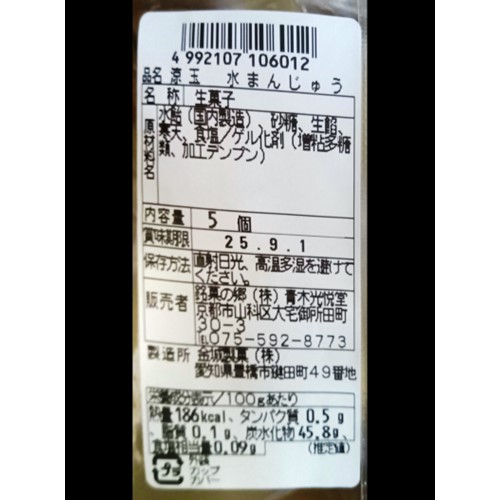 4 992107 106012
品名 涼玉 水まんじゅう
名称 生菓子
原材料名 水飴（国内製造）、砂糖、生餡、
寒天、食塩／ゲル化剤（増粘多糖
類、加工デンプン）
内容量 5個
賞味期限 25.9.1
保存方法 直射日光、高温多湿を避けて
ください。
販売者 銘菓の郷（株）青木光悦堂
京都市山科区大宅御所田町
30-3
℡075-592-8773
製造所 金城製菓（株）
愛知県豊橋市鍵田町49番地
栄養成分表示/100gあたり
熱量186kcal、タンパク質0.5g
、脂質0.1g、炭水化物45.8g、
食塩相当量0.09g （推定値）
プラ
外装
カップ
カバー